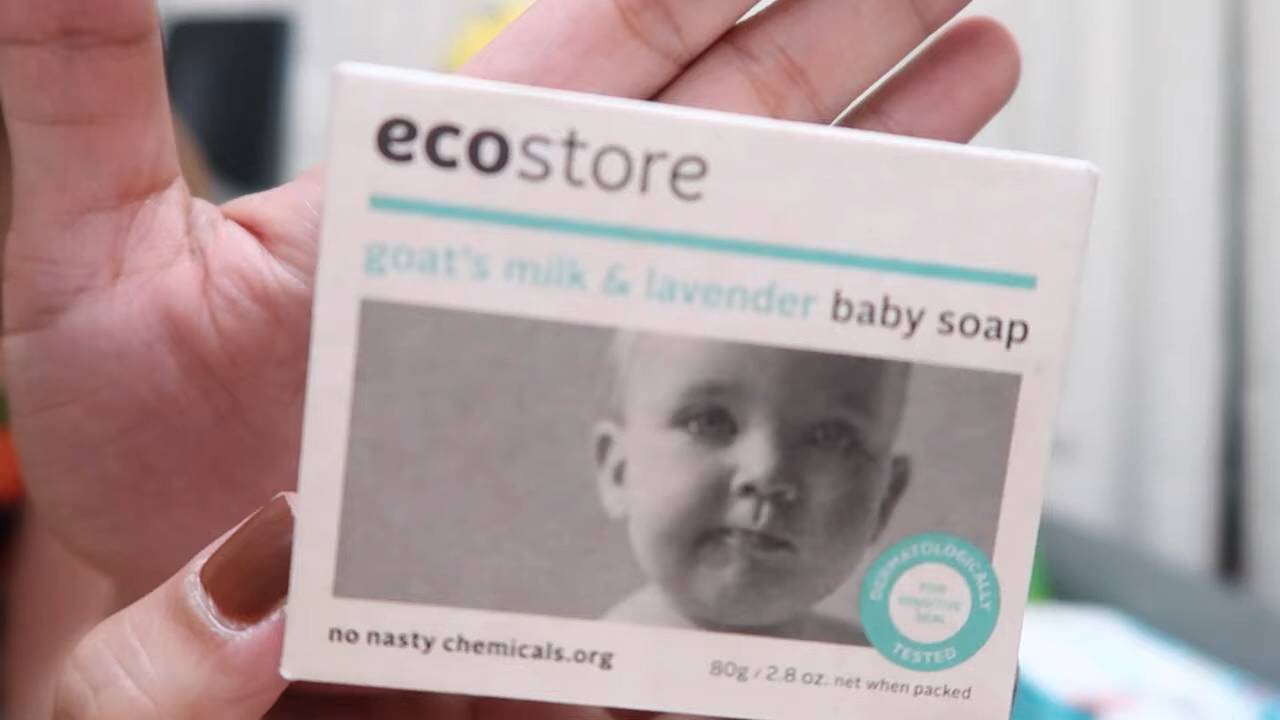 ecostore
goat's milk & lavender baby soap
DERMATOLOGICALLY
FOR
SENSITIVE
TESTED
no nasty chemicals.org
80g / 2.8 oz. net when packed